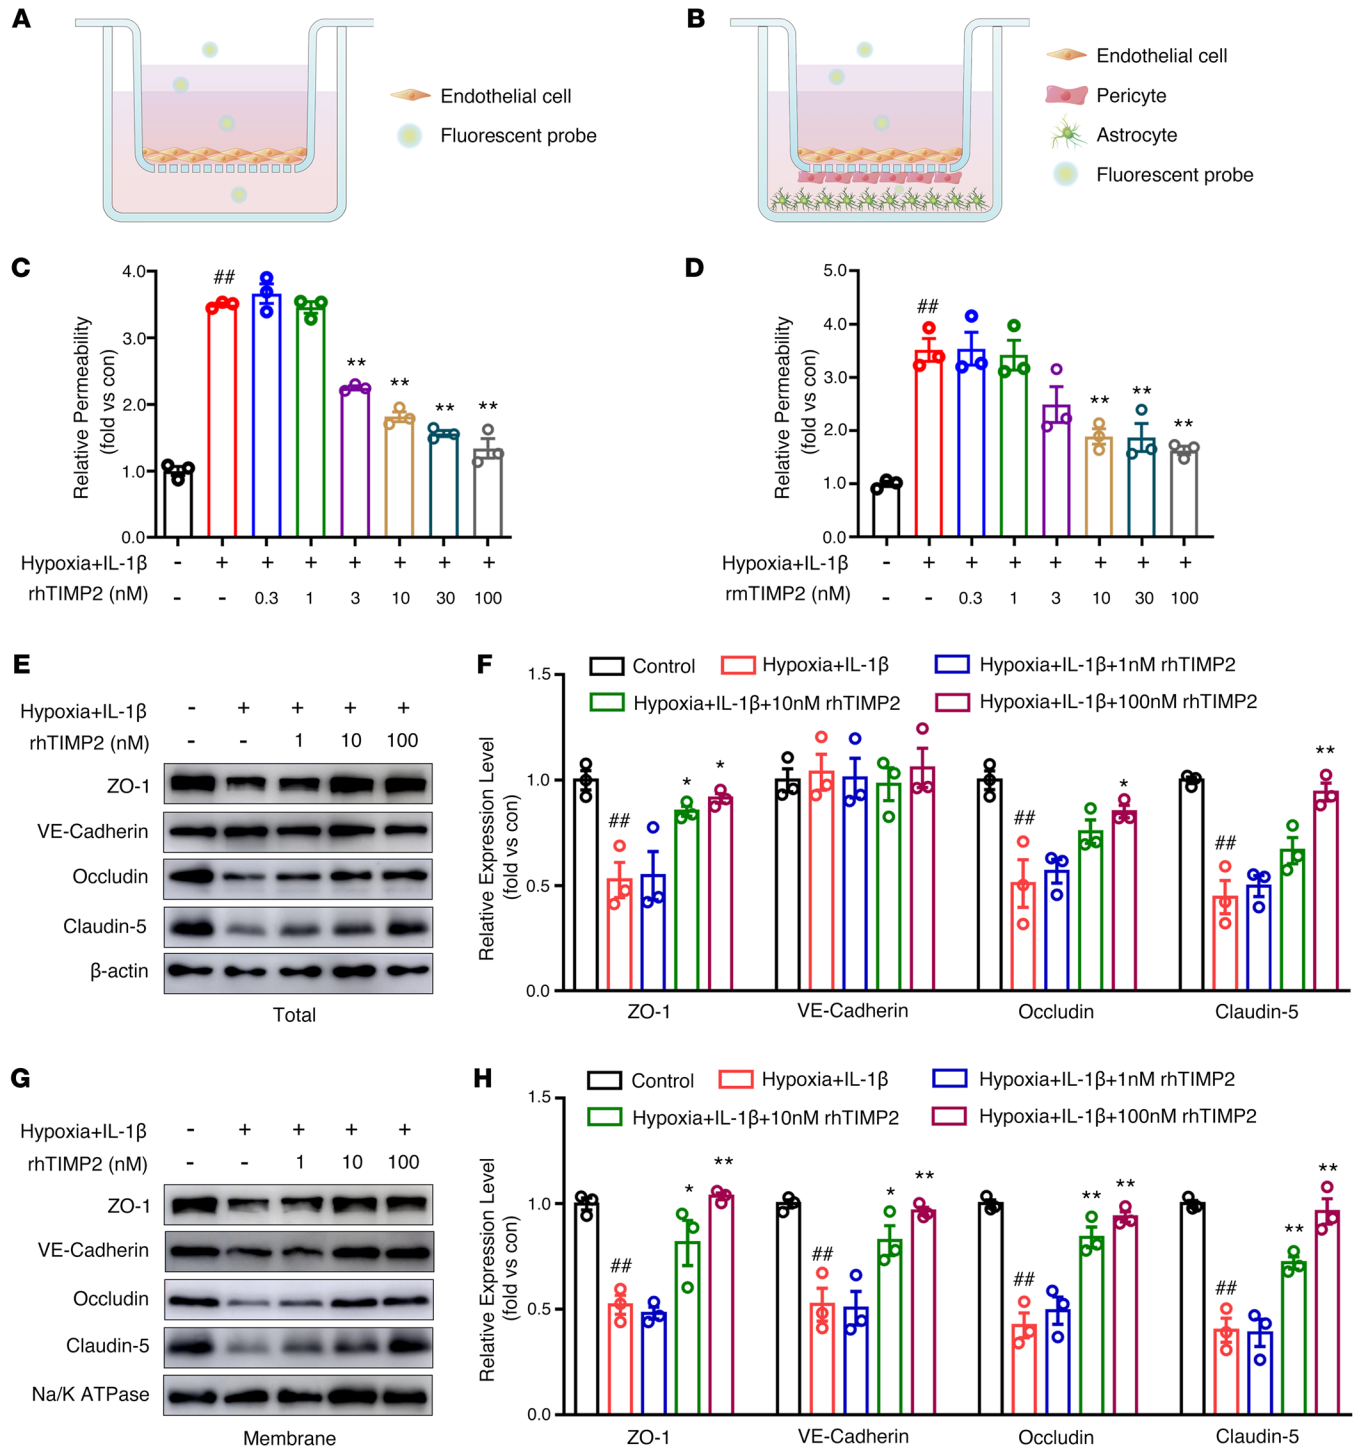 A
Endothelial cell
Fluorescent probe
B
Endothelial cell
Pericyte
Astrocyte
Fluorescent probe
C
Relative Permeability
(fold vs con)
4.0
3.0
2.0
1.0
0.0
##
**
**
**
**
Hypoxia+IL-1β - + + + + + + +
rhTIMP2 (nM) - - 0.3 1 3 10 30 100
D
Relative Permeability
(fold vs con)
5.0
4.0
3.0
2.0
1.0
0.0
##
**
**
**
Hypoxia+IL-1β - + + + + + + +
rmTIMP2 (nM) - - 0.3 1 3 10 30 100
E
Hypoxia+IL-1β - + + + +
rhTIMP2 (nM) - - 1 10 100
ZO-1
VE-Cadherin
Occludin
Claudin-5
β-actin
Total
F
Control
Hypoxia+IL-1β
Hypoxia+IL-1β+1nM rhTIMP2
Hypoxia+IL-1β+10nM rhTIMP2
Hypoxia+IL-1β+100nM rhTIMP2
Relative Expression Level
(fold vs con)
1.5
1.0
0.5
0.0
##
*
*
##
*
##
**
ZO-1
VE-Cadherin
Occludin
Claudin-5
G
Hypoxia+IL-1β - + + + +
rhTIMP2 (nM) - - 1 10 100
ZO-1
VE-Cadherin
Occludin
Claudin-5
Na/K ATPase
Membrane
H
Control
Hypoxia+IL-1β
Hypoxia+IL-1β+1nM rhTIMP2
Hypoxia+IL-1β+10nM rhTIMP2
Hypoxia+IL-1β+100nM rhTIMP2
Relative Expression Level
(fold vs con)
1.5
1.0
0.5
0.0
##
*
**
##
*
**
##
**
**
##
**
**
ZO-1
VE-Cadherin
Occludin
Claudin-5